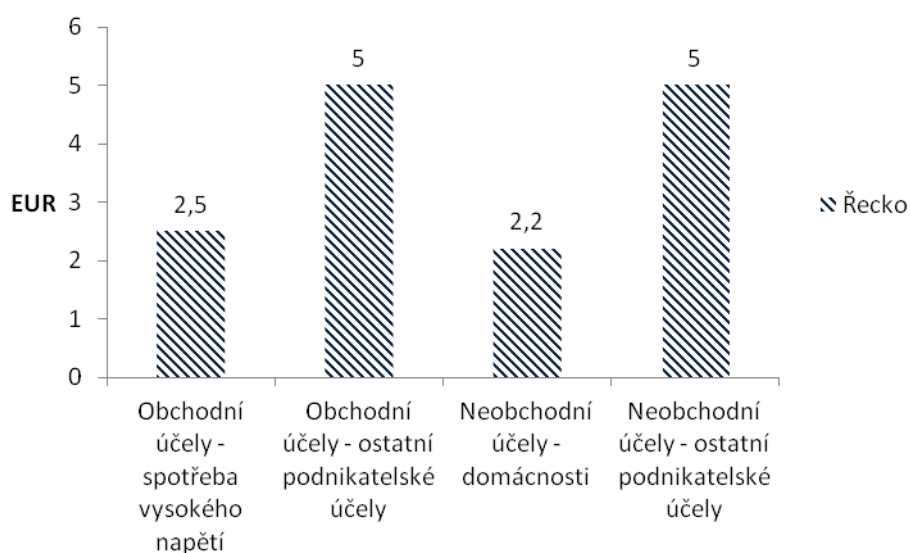 6
5
4
3
2
1
0
EUR
2,5
5
2,2
5
Řecko
Obchodní
účely -
spotřeba
vysokého
napětí
Obchodní
účely - ostatní
podnikatelské
účely
Neobchodní
účely -
domácnosti
Neobchodní
účely - ostatní
podnikatelské
účely